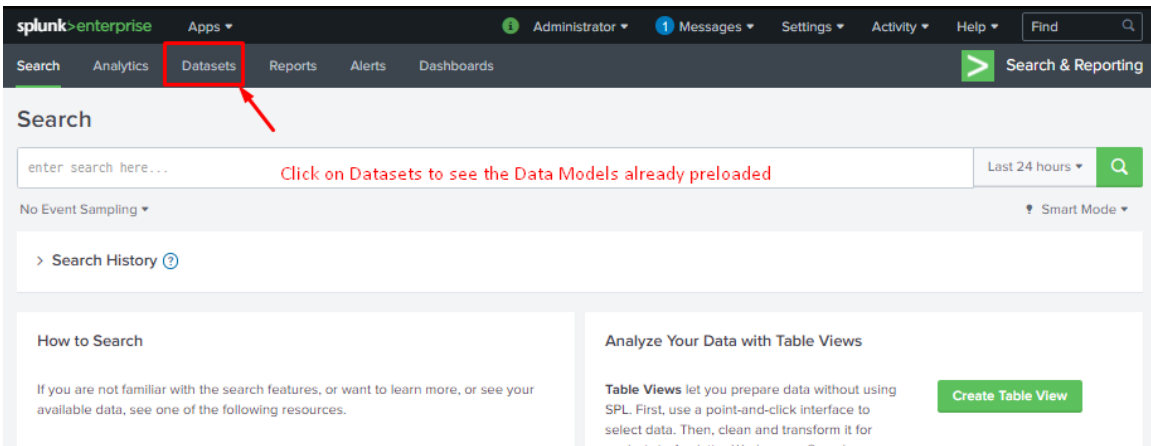 splunk>enterprise Apps Administrator 1 Messages Settings Activity Help Find
Search Analytics Datasets Reports Alerts Dashboards Search & Reporting
Search
enter search here... Click on Datasets to see the Data Models already preloaded Last 24 hours
No Event Sampling Smart Mode
Search History ?
How to Search
If you are not familiar with the search features, or want to learn more, or see your
available data, see one of the following resources.
Analyze Your Data with Table Views
Table Views let you prepare data without using
SPL. First, use a point-and-click interface to
select data. Then, clean and transform it for
Create Table View